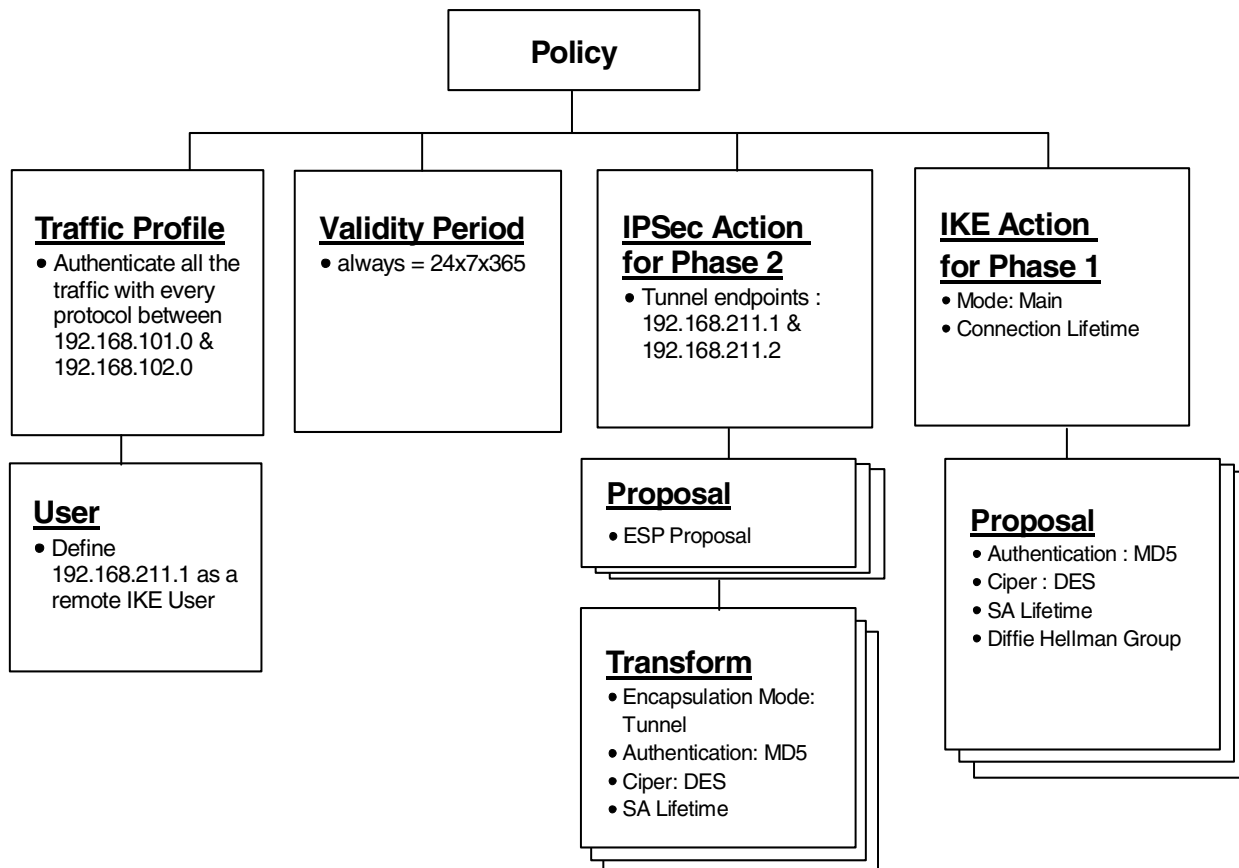 Policy
Traffic Profile
• Authenticate all the
traffic with every
protocol between
192.168.101.0 &
192.168.102.0
Validity Period
• always = 24x7x365
IPSec Action
for Phase 2
• Tunnel endpoints :
192.168.211.1 &
192.168.211.2
IKE Action
for Phase 1
• Mode: Main
• Connection Lifetime
User
• Define
192.168.211.1 as a
remote IKE User
Proposal
• ESP Proposal
Transform
• Encapsulation Mode:
Tunnel
• Authentication: MD5
• Ciper: DES
• SA Lifetime
Proposal
• Authentication : MD5
• Ciper : DES
• SA Lifetime
• Diffie Hellman Group